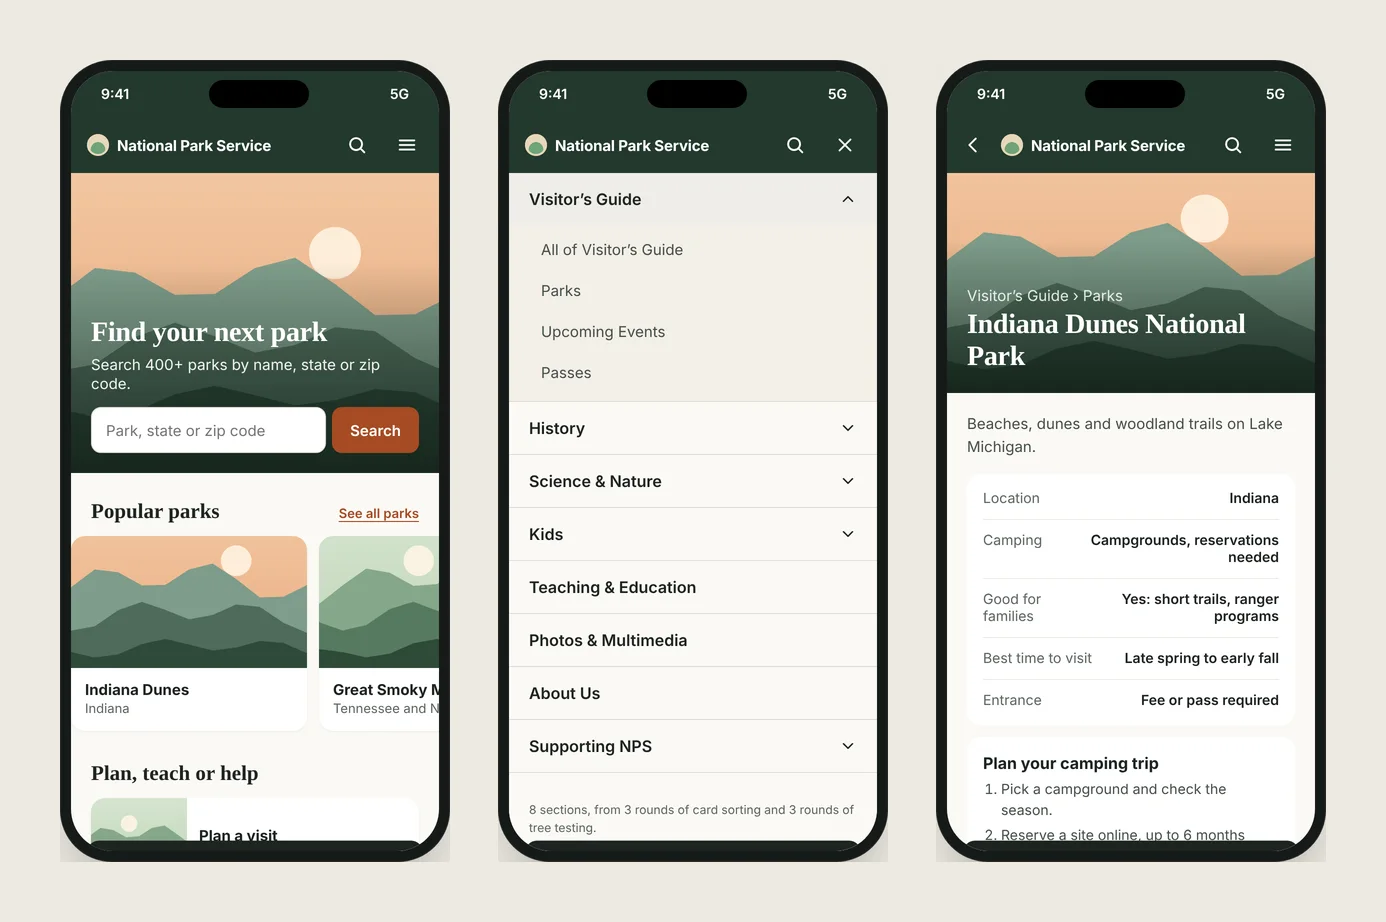 9:41
5G
National Park Service
Find your next park
Search 400+ parks by name, state or zip
code.
Park, state or zip code
Search
Popular parks
See all parks
Indiana Dunes
Indiana
Great Smoky
Tennessee and
Plan, teach or help
Plan a visit
9:41
5G
National Park Service
Visitor’s Guide
All of Visitor’s Guide
Parks
Upcoming Events
Passes
History
Science & Nature
Kids
Teaching & Education
Photos & Multimedia
About Us
Supporting NPS
8 sections, from 3 rounds of card sorting and 3 rounds of
tree testing.
9:41
5G
National Park Service
Visitor’s Guide › Parks
Indiana Dunes National
Park
Beaches, dunes and woodland trails on Lake
Michigan.
Location
Indiana
Camping
Campgrounds, reservations
needed
Good for
families
Yes: short trails, ranger
programs
Best time to visit
Late spring to early fall
Entrance
Fee or pass required
Plan your camping trip
1. Pick a campground and check the
season.
2. Reserve a site online, up to 6 months